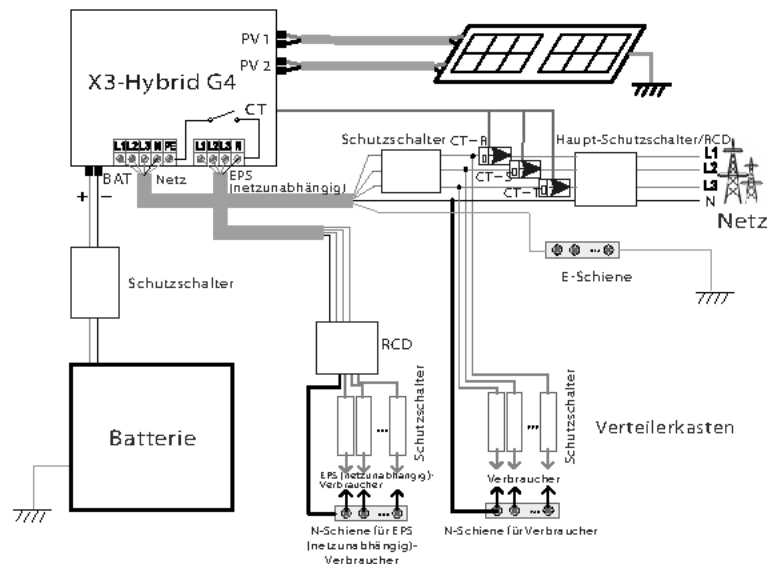 PV 1
PV 2
X3-Hybrid G4
CT
L1 L2 L3 N PE
L1 L2 L3 N
BAT
Netz
EPS
(netzunabhängig)
+ –
Schutzschalter
CT-R
CT-S
CT-T
Haupt-Schutzschalter/RCD
L1
L2
L3
N
Netz
E-Schiene
Schutzschalter
RCD
Batterie
Schutzschalter
EPS (netzunabhängig)-
Verbraucher
N-Schiene für EPS
(netzunabhängig)-
Verbraucher
Schutzschalter
Verbraucher
N-Schiene für Verbraucher
Verteilerkasten